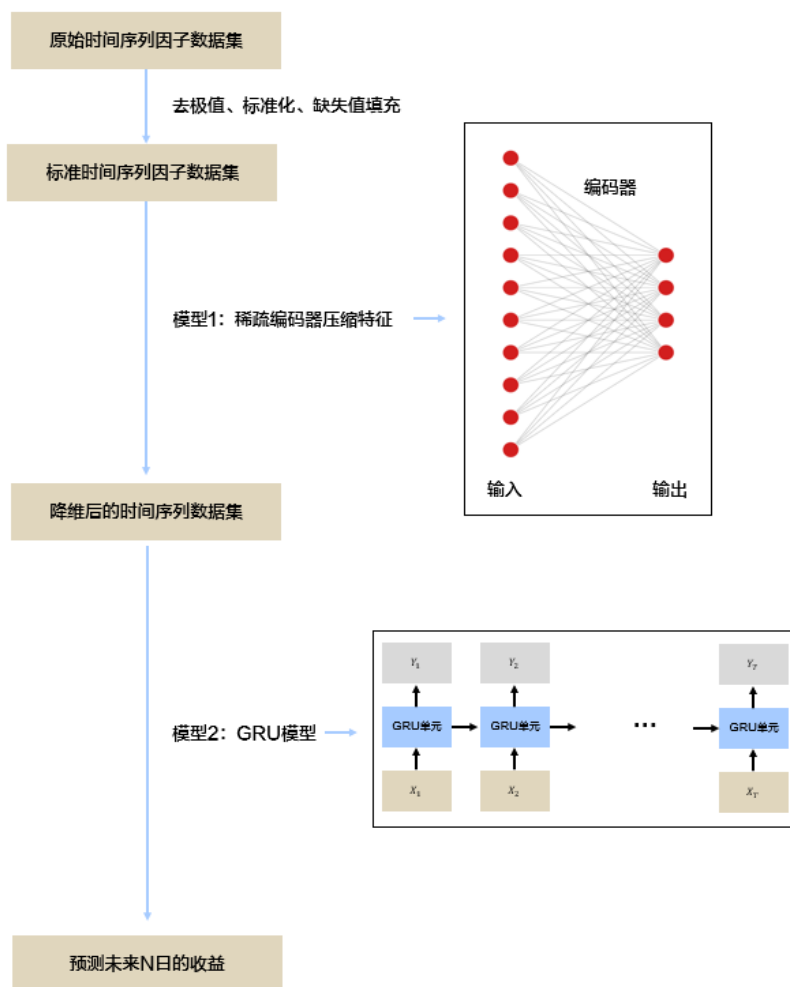 原始时间序列因子数据集
去极值、标准化、缺失值填充
标准时间序列因子数据集
编码器
模型1：稀疏编码器压缩特征
输入
输出
降维后的时间序列数据集
Y₁
Y₂
Y_T
模型2：GRU模型
GRU单元
GRU单元
...
GRU单元
X₁
X₂
X_T
预测未来N日的收益